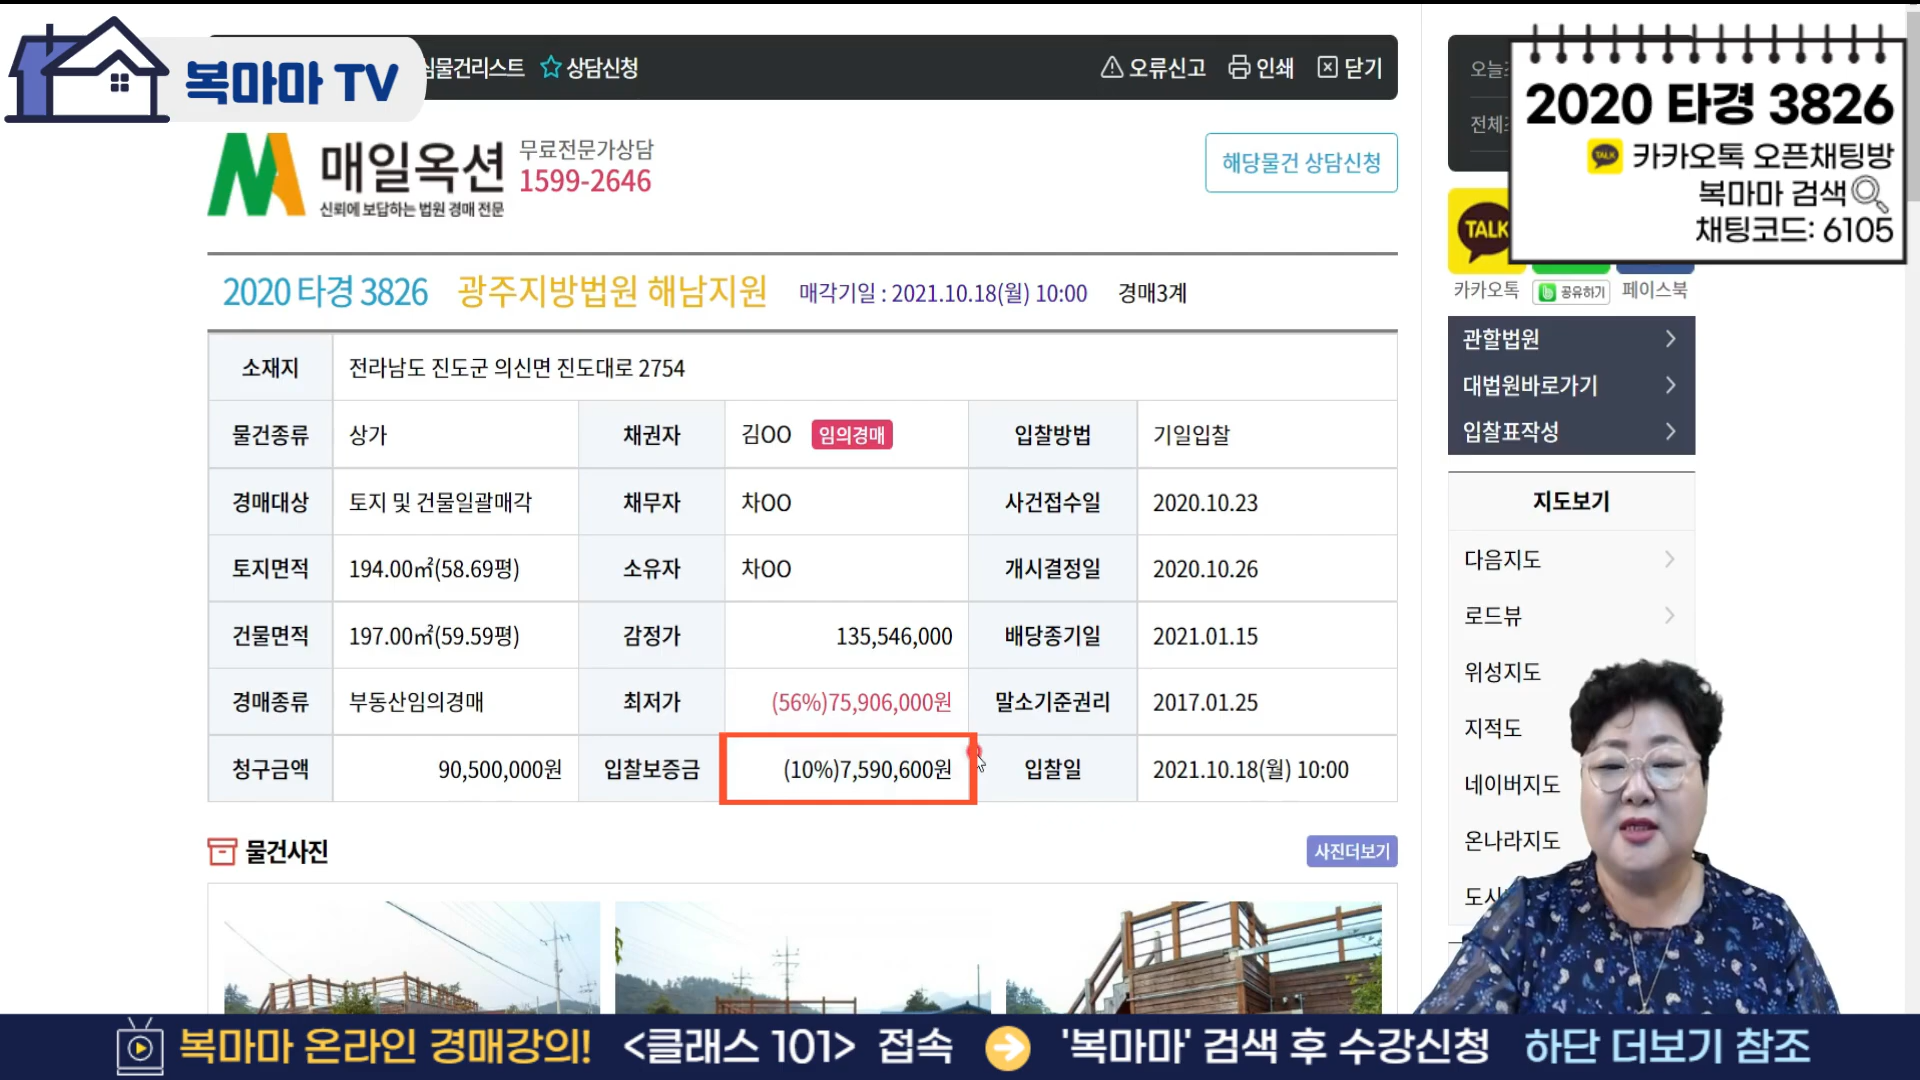 복마마 TV
심물건리스트
상담신청
오류신고
인쇄
닫기
매일옥션
신뢰에 보답하는 법원 경매 전문
무료전문가상담
1599-2646
해당물건 상담신청
2020 타경 3826
카카오톡 오픈채팅방
복마마 검색
채팅코드: 6105
TALK
카카오톡
공유하기
페이스북
2020 타경 3826 광주지방법원 해남지원 매각기일 : 2021.10.18(월) 10:00 경매3계
소재지 전라남도 진도군 의신면 진도대로 2754
물건종류 상가 채권자 김OO 임의경매 입찰방법 기일입찰
경매대상 토지 및 건물일괄매각 채무자 차OO 사건접수일 2020.10.23
토지면적 194.00㎡(58.69평) 소유자 차OO 개시결정일 2020.10.26
건물면적 197.00㎡(59.59평) 감정가 135,546,000 배당종기일 2021.01.15
경매종류 부동산임의경매 최저가 (56%)75,906,000원 말소기준권리 2017.01.25
청구금액 90,500,000원 입찰보증금 (10%)7,590,600원 입찰일 2021.10.18(월) 10:00
물건사진
사진더보기
관할법원
대법원바로가기
입찰표작성
지도보기
다음지도
로드뷰
위성지도
지적도
네이버지도
온나라지도
복마마 온라인 경매강의! <클래스 101> 접속 '복마마' 검색 후 수강신청 하단 더보기 참조